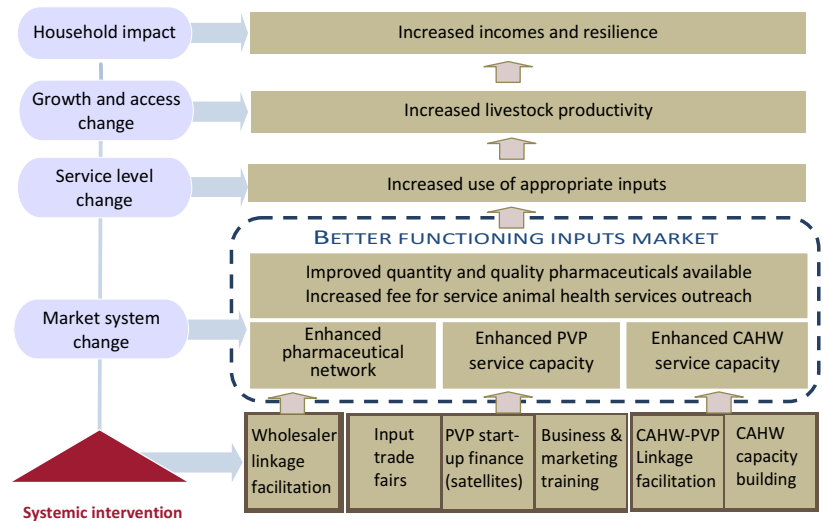 Household impact
Increased incomes and resilience
Growth and access
change
Increased livestock productivity
Service level
change
Increased use of appropriate inputs
BETTER FUNCTIONING INPUTS MARKET
Improved quantity and quality pharmaceuticals available
Increased fee for service animal health services outreach
Market system
change
Enhanced
pharmaceutical
network
Enhanced PVP
service capacity
Enhanced CAHW
service capacity
Wholesaler
linkage
facilitation
Input
trade
fairs
PVP start-
up finance
(satellites)
Business &
marketing
training
CAHW-PVP
Linkage
facilitation
CAHW
capacity
building
Systemic intervention